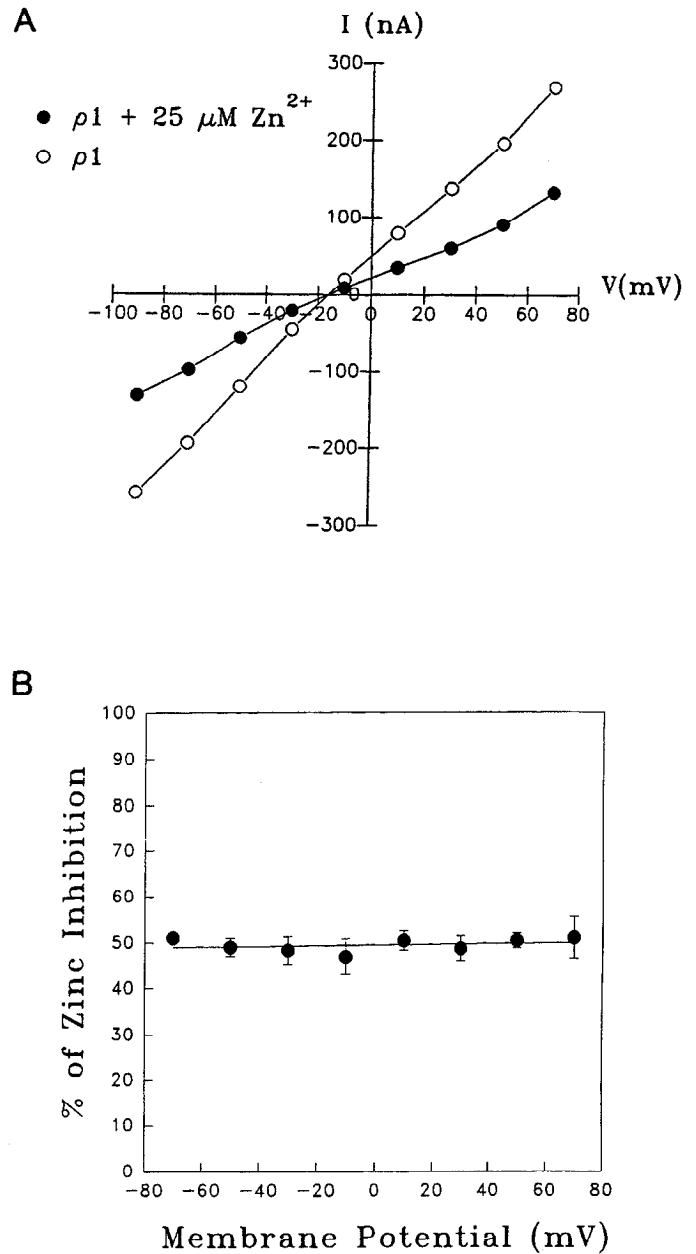 A
I (nA)
● ρ1 + 25 μM Zn²⁺
○ ρ1
300
200
100
0
-100
-200
-300
V(mV)
-100 -80 -60 -40 -20 0 20 40 60 80
B
% of Zinc Inhibition
100
90
80
70
60
50
40
30
20
10
0
-80 -60 -40 -20 0 20 40 60 80
Membrane Potential (mV)